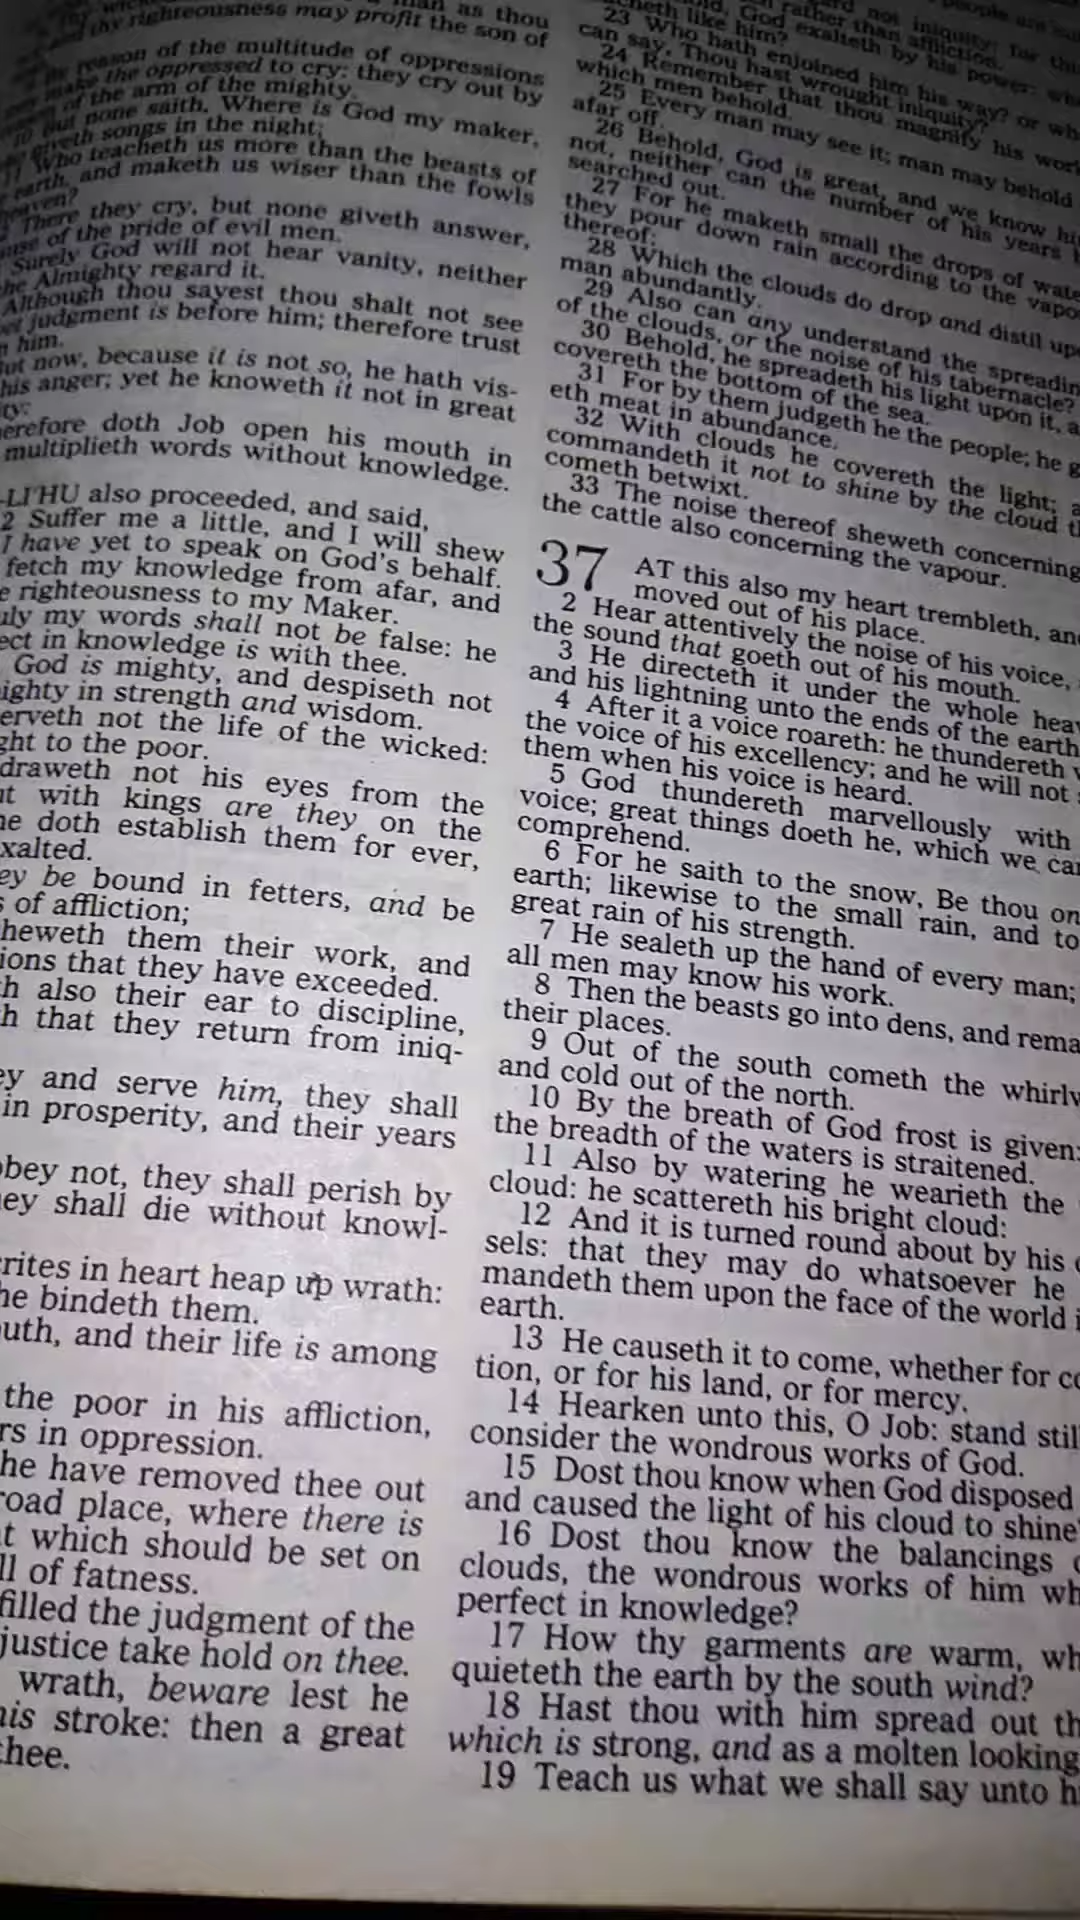 man as thou
righteousness may profit the son of
reason of the multitude of oppressions
make the oppressed to cry: they cry out by
of the arm of the mighty.
10 But none saith, Where is God my maker,
giveth songs in the night;
11 Who teacheth us more than the beasts of
earth, and maketh us wiser than the fowls
heaven?
There they cry, but none giveth answer,
of the pride of evil men.
Surely God will not hear vanity, neither
the Almighty regard it.
Although thou sayest thou shalt not see
judgment is before him; therefore trust
him.
But now, because it is not so, he hath vis-
his anger; yet he knoweth it not in great
ty:
erefore doth Job open his mouth in
multiplieth words without knowledge.
LI'HU also proceeded, and said,
2 Suffer me a little, and I will shew
I have yet to speak on God's behalf.
fetch my knowledge from afar, and
e righteousness to my Maker.
uly my words shall not be false: he
ect in knowledge is with thee.
God is mighty, and despiseth not
ighty in strength and wisdom.
erveth not the life of the wicked:
ght to the poor.
draweth not his eyes from the
ut with kings are they on the
he doth establish them for ever,
xalted.
ey be bound in fetters, and be
s of affliction;
heweth them their work, and
ions that they have exceeded.
h also their ear to discipline,
h that they return from iniq-
ey and serve him, they shall
in prosperity, and their years
obey not, they shall perish by
ey shall die without knowl-
rites in heart heap up wrath:
he bindeth them.
outh, and their life is among
the poor in his affliction,
rs in oppression.
he have removed thee out
road place, where there is
t which should be set on
ll of fatness.
filled the judgment of the
justice take hold on thee.
wrath, beware lest he
his stroke: then a great
thee.
not iniquity: for
rather than affliction.
God exalteth by his power:
teacheth like him?
23 Who hath enjoined him his way? or wh
can say, Thou hast wrought iniquity?
24 Remember that thou magnify his work
which men behold.
25 Every man may see it; man may behold
afar off.
26 Behold, God is great, and we know hi
not, neither can the number of his years
searched out.
27 For he maketh small the drops of wate
they pour down rain according to the vapo
thereof:
28 Which the clouds do drop and distil upo
man abundantly.
29 Also can any understand the spreadin
of the clouds, or the noise of his tabernacle?
30 Behold, he spreadeth his light upon it, a
covereth the bottom of the sea.
31 For by them judgeth he the people; he g
eth meat in abundance.
32 With clouds he covereth the light; a
commandeth it not to shine by the cloud t
cometh betwixt.
33 The noise thereof sheweth concerning
the cattle also concerning the vapour.
37 AT this also my heart trembleth, and
moved out of his place.
2 Hear attentively the noise of his voice,
the sound that goeth out of his mouth.
3 He directeth it under the whole heav
and his lightning unto the ends of the earth
4 After it a voice roareth: he thundereth
the voice of his excellency; and he will not
them when his voice is heard.
5 God thundereth marvellously with
voice; great things doeth he, which we can
comprehend.
6 For he saith to the snow, Be thou on
earth; likewise to the small rain, and to
great rain of his strength.
7 He sealeth up the hand of every man;
all men may know his work.
8 Then the beasts go into dens, and rema
their places.
9 Out of the south cometh the whirlw
and cold out of the north.
10 By the breath of God frost is given:
the breadth of the waters is straitened.
11 Also by watering he wearieth the
cloud: he scattereth his bright cloud:
12 And it is turned round about by his
sels: that they may do whatsoever he
mandeth them upon the face of the world i
earth.
13 He causeth it to come, whether for co
tion, or for his land, or for mercy.
14 Hearken unto this, O Job: stand still
consider the wondrous works of God.
15 Dost thou know when God disposed
and caused the light of his cloud to shine
16 Dost thou know the balancings
clouds, the wondrous works of him wh
perfect in knowledge?
17 How thy garments are warm, wh
quieteth the earth by the south wind?
18 Hast thou with him spread out th
which is strong, and as a molten looking
19 Teach us what we shall say unto h